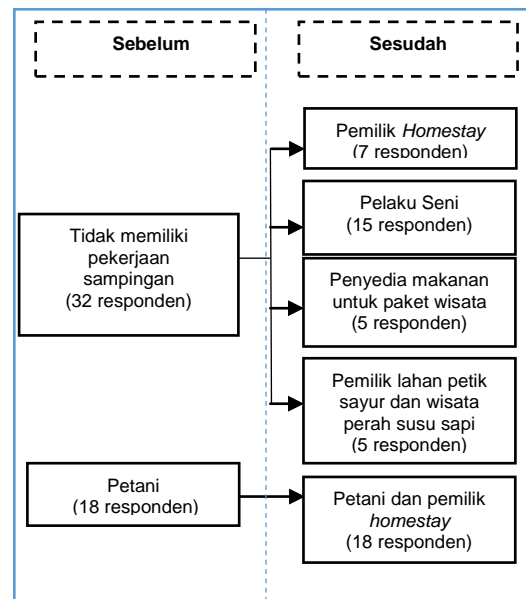 Sebelum
Sesudah
Tidak memiliki
pekerjaan
sampingan
(32 responden)
Pemilik Homestay
(7 responden)
Pelaku Seni
(15 responden)
Penyedia makanan
untuk paket wisata
(5 responden)
Pemilik lahan petik
sayur dan wisata
perah susu sapi
(5 responden)
Petani
(18 responden)
Petani dan pemilik
homestay
(18 responden)